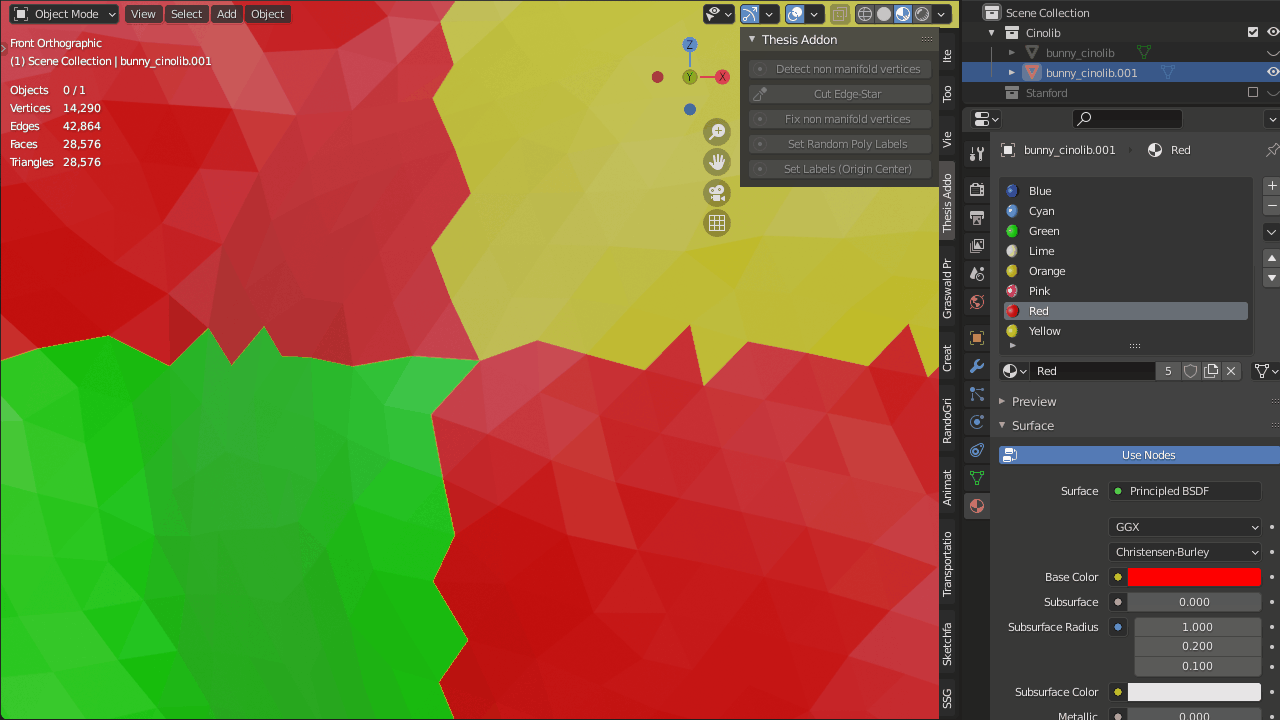 Object Mode View Select Add Object
Front Orthographic
(1) Scene Collection | bunny_cinolib.001
Objects 0 / 1
Vertices 14,290
Edges 42,864
Faces 28,576
Triangles 28,576
Z
Y
X
Thesis Addon
Detect non manifold vertices
Cut Edge-Star
Fix non manifold vertices
Set Random Poly Labels
Set Labels (Origin Center)
Ite
Too
Vie
Thesis Addo
Graswald Pr
Creat
RandoGri
Animat
Transportatio
Sketchfa
SSG
Scene Collection
Cinolib
bunny_cinolib
bunny_cinolib.001
Stanford
bunny_cinolib.001 Red
Blue
Cyan
Green
Lime
Orange
Pink
Red
Yellow
Red 5
Preview
Surface
Use Nodes
Surface Principled BSDF
GGX
Christensen-Burley
Base Color
Subsurface 0.000
Subsurface Radius 1.000
0.200
0.100
Subsurface Color
Metallic 0.000